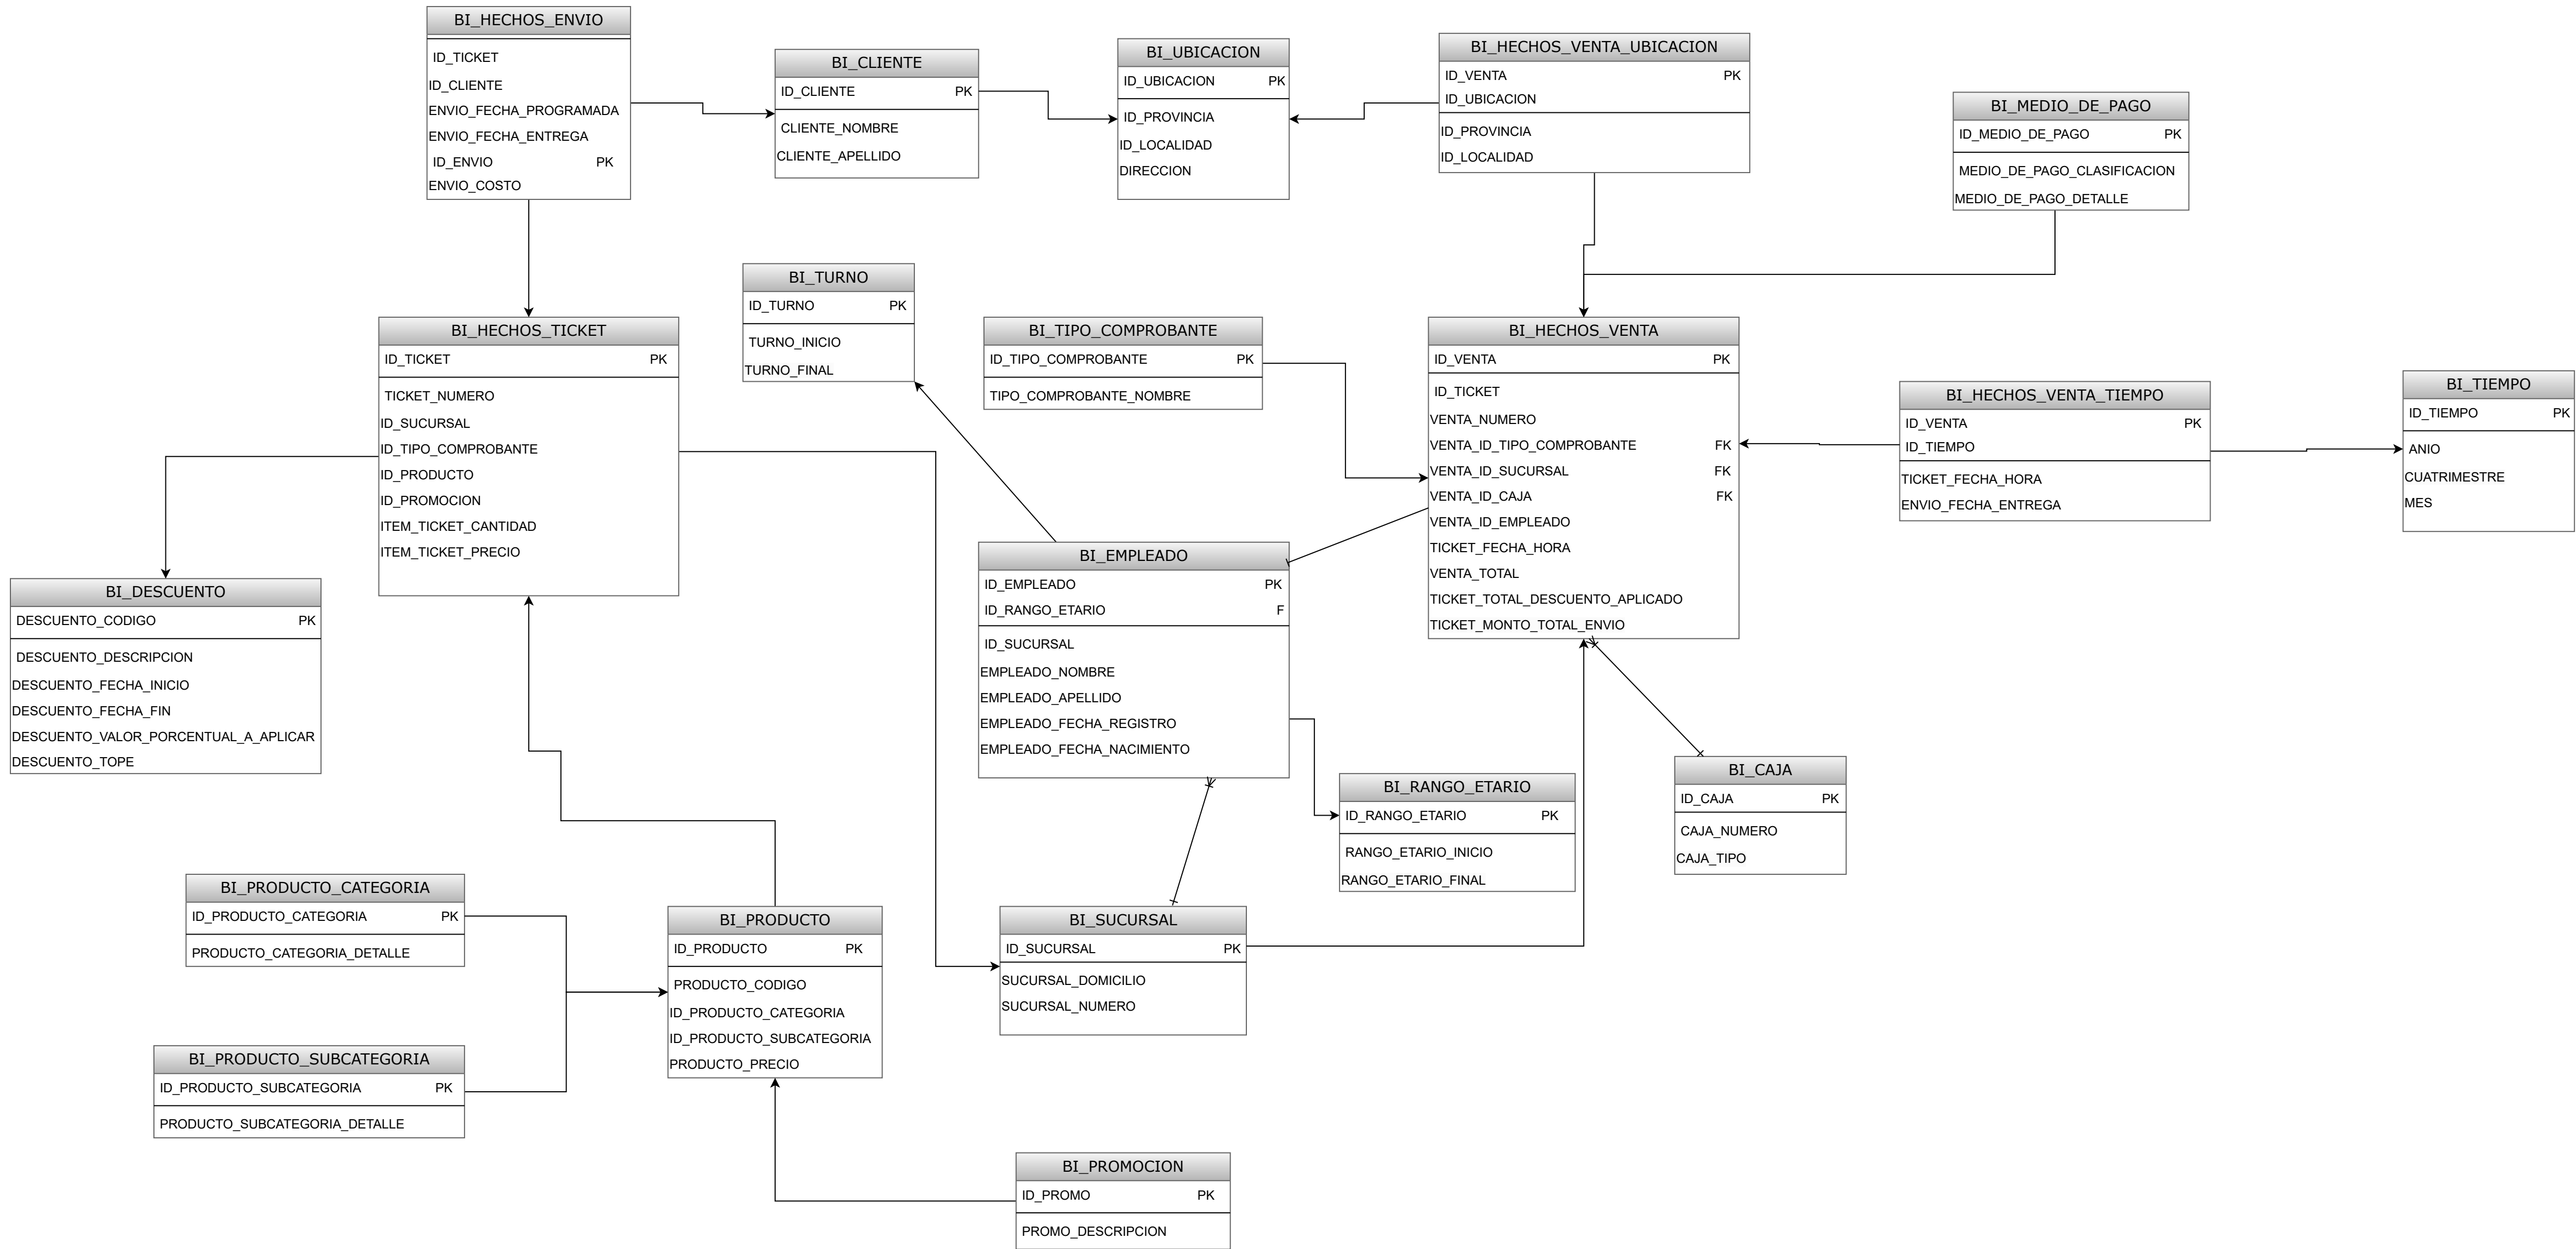 BI_HECHOS_ENVIO
ID_TICKET
ID_CLIENTE
ENVIO_FECHA_PROGRAMADA
ENVIO_FECHA_ENTREGA
ID_ENVIO PK
ENVIO_COSTO
BI_CLIENTE
ID_CLIENTE PK
CLIENTE_NOMBRE
CLIENTE_APELLIDO
BI_UBICACION
ID_UBICACION PK
ID_PROVINCIA
ID_LOCALIDAD
DIRECCION
BI_HECHOS_VENTA_UBICACION
ID_VENTA PK
ID_UBICACION
ID_PROVINCIA
ID_LOCALIDAD
BI_MEDIO_DE_PAGO
ID_MEDIO_DE_PAGO PK
MEDIO_DE_PAGO_CLASIFICACION
MEDIO_DE_PAGO_DETALLE
BI_TURNO
ID_TURNO PK
TURNO_INICIO
TURNO_FINAL
BI_HECHOS_TICKET
ID_TICKET PK
TICKET_NUMERO
ID_SUCURSAL
ID_TIPO_COMPROBANTE
ID_PRODUCTO
ID_PROMOCION
ITEM_TICKET_CANTIDAD
ITEM_TICKET_PRECIO
BI_TIPO_COMPROBANTE
ID_TIPO_COMPROBANTE PK
TIPO_COMPROBANTE_NOMBRE
BI_HECHOS_VENTA
ID_VENTA PK
ID_TICKET
VENTA_NUMERO
VENTA_ID_TIPO_COMPROBANTE FK
VENTA_ID_SUCURSAL FK
VENTA_ID_CAJA FK
VENTA_ID_EMPLEADO
TICKET_FECHA_HORA
VENTA_TOTAL
TICKET_TOTAL_DESCUENTO_APLICADO
TICKET_MONTO_TOTAL_ENVIO
BI_HECHOS_VENTA_TIEMPO
ID_VENTA PK
ID_TIEMPO
TICKET_FECHA_HORA
ENVIO_FECHA_ENTREGA
BI_TIEMPO
ID_TIEMPO PK
ANIO
CUATRIMESTRE
MES
BI_DESCUENTO
DESCUENTO_CODIGO PK
DESCUENTO_DESCRIPCION
DESCUENTO_FECHA_INICIO
DESCUENTO_FECHA_FIN
DESCUENTO_VALOR_PORCENTUAL_A_APLICAR
DESCUENTO_TOPE
BI_EMPLEADO
ID_EMPLEADO PK
ID_RANGO_ETARIO F
ID_SUCURSAL
EMPLEADO_NOMBRE
EMPLEADO_APELLIDO
EMPLEADO_FECHA_REGISTRO
EMPLEADO_FECHA_NACIMIENTO
BI_RANGO_ETARIO
ID_RANGO_ETARIO PK
RANGO_ETARIO_INICIO
RANGO_ETARIO_FINAL
BI_CAJA
ID_CAJA PK
CAJA_NUMERO
CAJA_TIPO
BI_PRODUCTO_CATEGORIA
ID_PRODUCTO_CATEGORIA PK
PRODUCTO_CATEGORIA_DETALLE
BI_PRODUCTO
ID_PRODUCTO PK
PRODUCTO_CODIGO
ID_PRODUCTO_CATEGORIA
ID_PRODUCTO_SUBCATEGORIA
PRODUCTO_PRECIO
BI_SUCURSAL
ID_SUCURSAL PK
SUCURSAL_DOMICILIO
SUCURSAL_NUMERO
BI_PRODUCTO_SUBCATEGORIA
ID_PRODUCTO_SUBCATEGORIA PK
PRODUCTO_SUBCATEGORIA_DETALLE
BI_PROMOCION
ID_PROMO PK
PROMO_DESCRIPCION